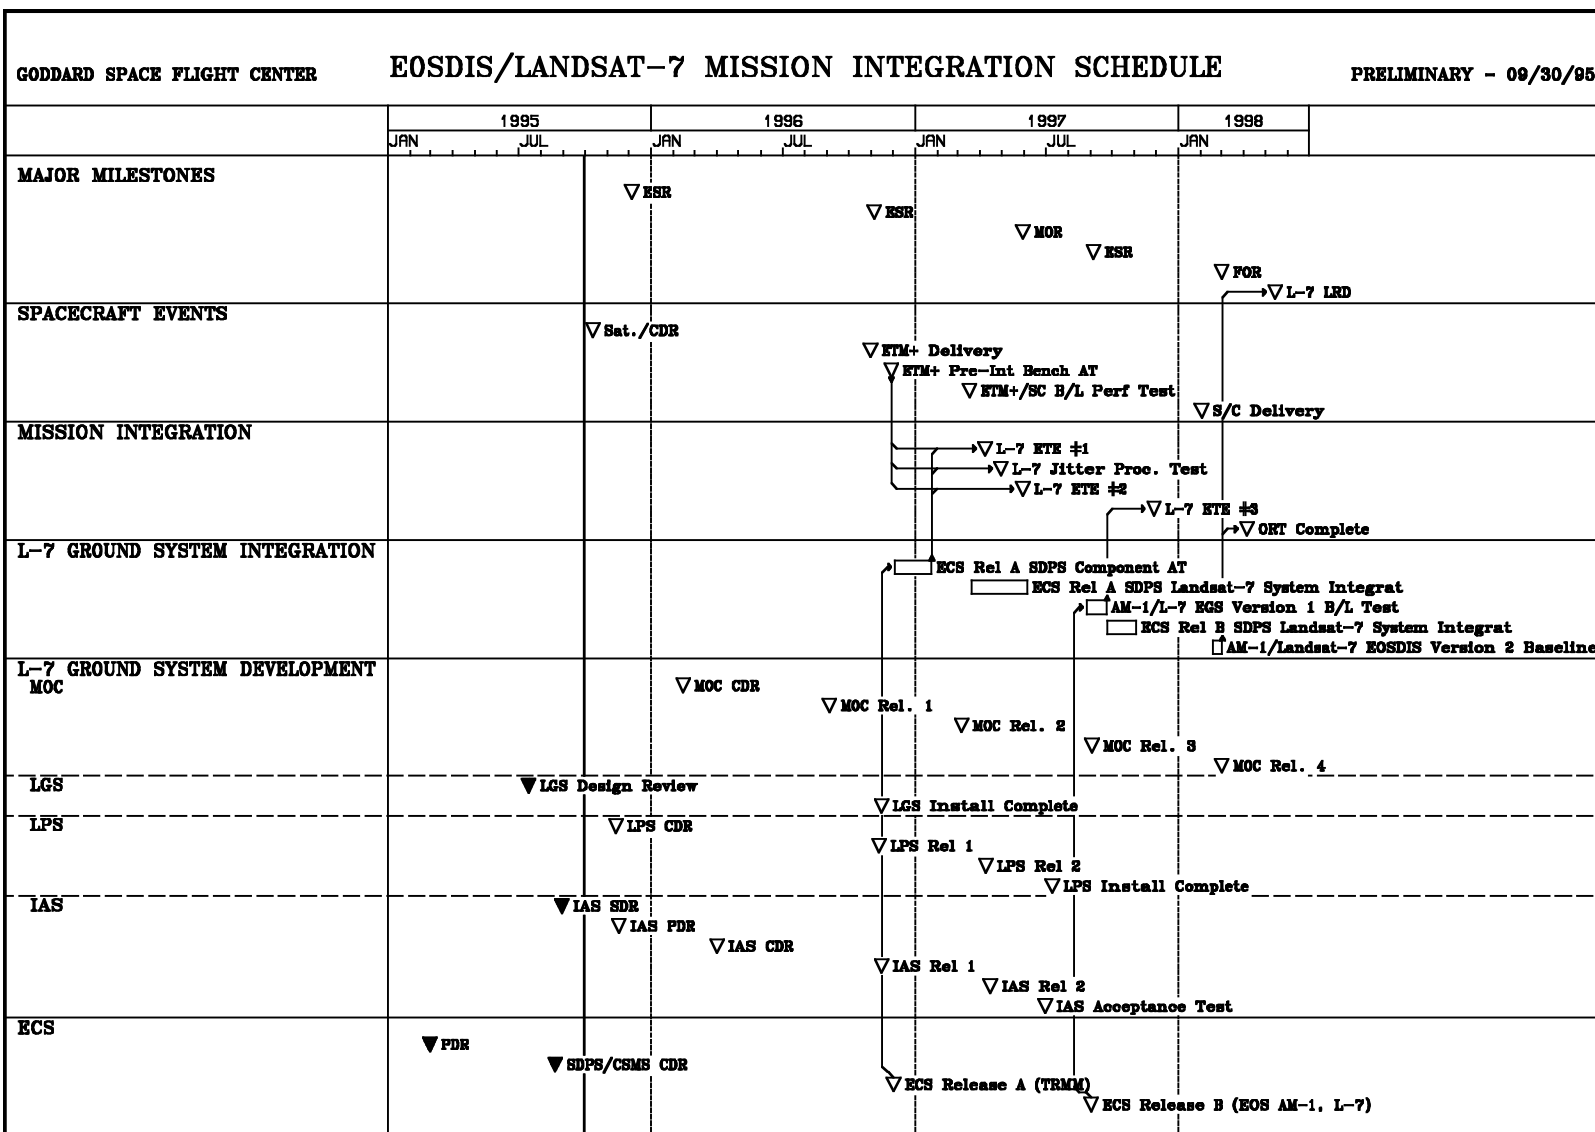 GODDARD SPACE FLIGHT CENTER
EOSDIS/LANDSAT-7 MISSION INTEGRATION SCHEDULE
PRELIMINARY - 09/30/95
1995 1996 1997 1998
JAN JUL JAN JUL JAN JUL JAN
MAJOR MILESTONES
ESR
ESR
MOR
ESR
FOR
L-7 LRD
SPACECRAFT EVENTS
Sat./CDR
ETM+ Delivery
ETM+ Pre-Int Bench AT
ETM+/SC B/L Perf Test
S/C Delivery
MISSION INTEGRATION
L-7 ETE #1
L-7 Jitter Proc. Test
L-7 ETE #2
L-7 ETE #3
ORT Complete
L-7 GROUND SYSTEM INTEGRATION
ECS Rel A SDPS Component AT
ECS Rel A SDPS Landsat-7 System Integrat
AM-1/L-7 EGS Version 1 B/L Test
ECS Rel B SDPS Landsat-7 System Integrat
AM-1/Landsat-7 EOSDIS Version 2 Baseline
L-7 GROUND SYSTEM DEVELOPMENT
MOC
MOC CDR
MOC Rel. 1
MOC Rel. 2
MOC Rel. 3
MOC Rel. 4
LGS
LGS Design Review
LGS Install Complete
LPS
LPS CDR
LPS Rel 1
LPS Rel 2
LPS Install Complete
IAS
IAS SDR
IAS PDR
IAS CDR
IAS Rel 1
IAS Rel 2
IAS Acceptance Test
ECS
PDR
SDPS/CSMS CDR
ECS Release A (TRMM)
ECS Release B (EOS AM-1, L-7)